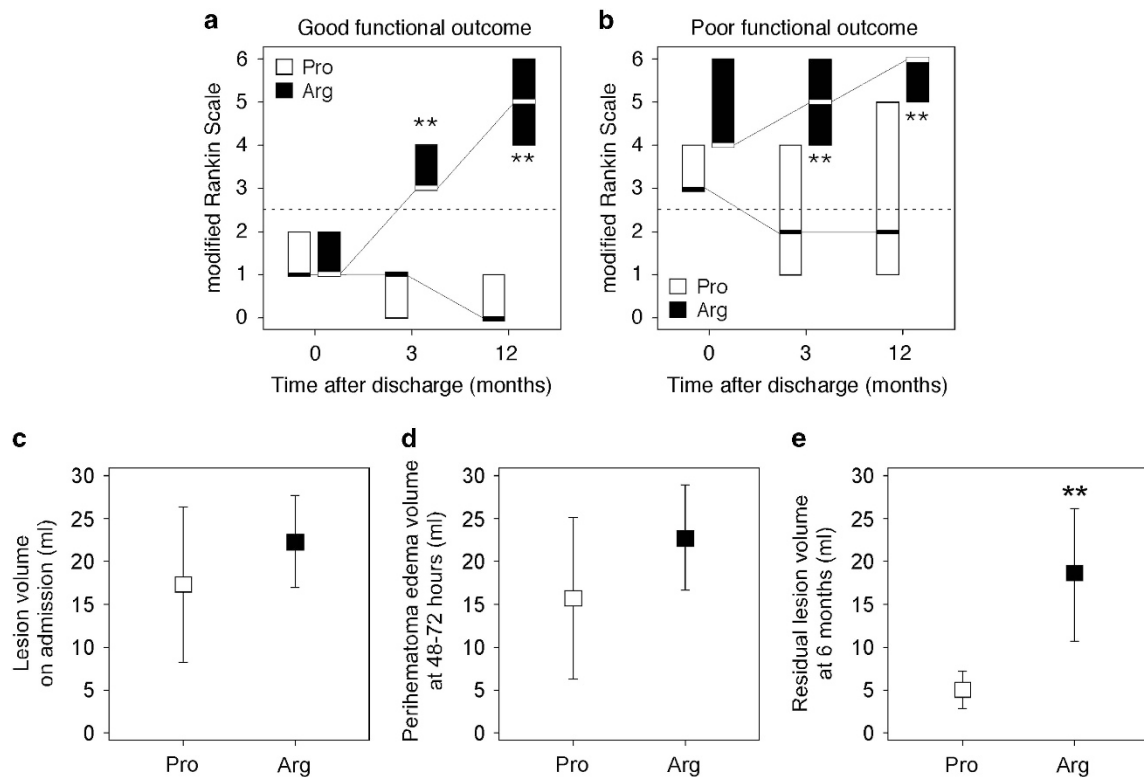 a
Good functional outcome
modified Rankin Scale
6
5
4
3
2
1
0
Pro
Arg
**
**
0 3 12
Time after discharge (months)
b
Poor functional outcome
modified Rankin Scale
6
5
4
3
2
1
0
**
**
Pro
Arg
0 3 12
Time after discharge (months)
c
Lesion volume
on admission (ml)
30
25
20
15
10
5
0
Pro Arg
d
Perihematoma edema volume
at 48-72 hours (ml)
30
25
20
15
10
5
0
Pro Arg
e
Residual lesion volume
at 6 months (ml)
30
25
20
15
10
5
0
**
Pro Arg